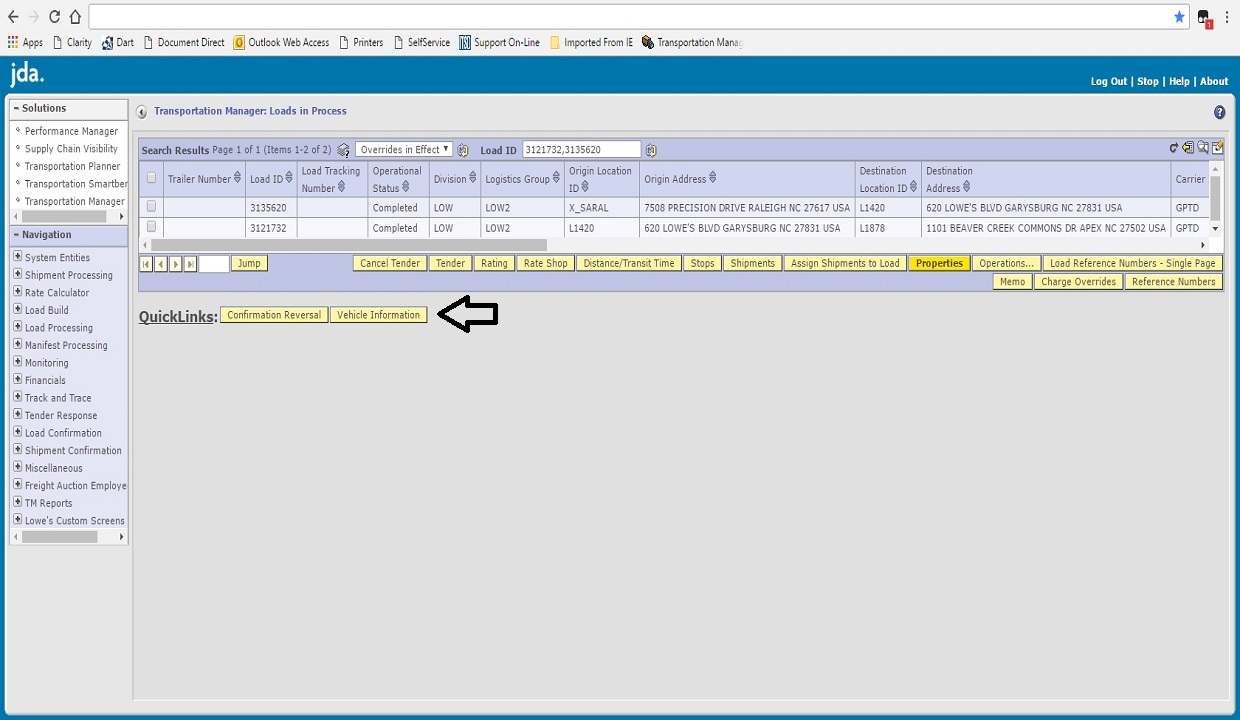 Apps Clarity Dart Document Direct Outlook Web Access Printers SelfService Support On-Line Imported From IE Transportation Mana
1
jda.
Log Out | Stop | Help | About
Solutions
Performance Manager
Supply Chain Visibility
Transportation Planner
Transportation Smartber
Transportation Manager
Navigation
System Entities
Shipment Processing
Rate Calculator
Load Build
Load Processing
Manifest Processing
Monitoring
Financials
Track and Trace
Tender Response
Load Confirmation
Shipment Confirmation
Miscellaneous
Freight Auction Employe
TM Reports
Lowe's Custom Screens
Transportation Manager: Loads in Process
Search Results Page 1 of 1 (Items 1-2 of 2) Overrides in Effect Load ID 3121732,3135620
Trailer Number Load ID Load Tracking Number Operational Status Division Logistics Group Origin Location ID Origin Address Destination Location ID Destination Address Carrier
3135620 Completed LOW LOW2 X_SARAL 7508 PRECISION DRIVE RALEIGH NC 27617 USA L1420 620 LOWE'S BLVD GARYSBURG NC 27831 USA GPTD
3121732 Completed LOW LOW2 L1420 620 LOWE'S BLVD GARYSBURG NC 27831 USA L1878 1101 BEAVER CREEK COMMONS DR APEX NC 27502 USA GPTD
Jump Cancel Tender Tender Rating Rate Shop Distance/Transit Time Stops Shipments Assign Shipments to Load Properties Operations... Load Reference Numbers - Single Page
Memo Charge Overrides Reference Numbers
QuickLinks: Confirmation Reversal Vehicle Information